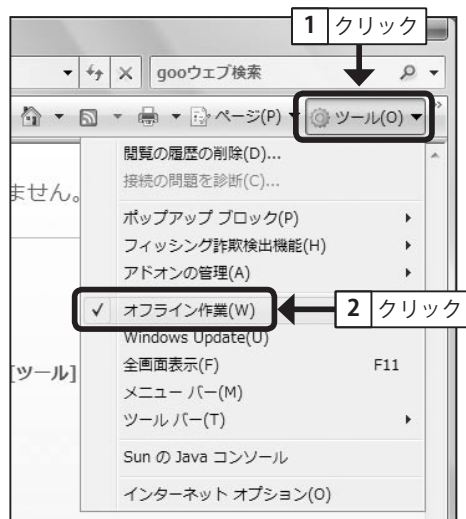 1 クリック
gooウェブ検索
ページ(P)
ツール(O)
閲覧の履歴の削除(D)...
接続の問題を診断(C)...
ません。
ポップアップ ブロック(P)
フィッシング詐欺検出機能(H)
アドオンの管理(A)
✓ オフライン作業(W)
2 クリック
Windows Update(U)
[ツール]
全画面表示(F) F11
メニュー バー(M)
ツール バー(T)
Sun の Java コンソール
インターネット オプション(O)